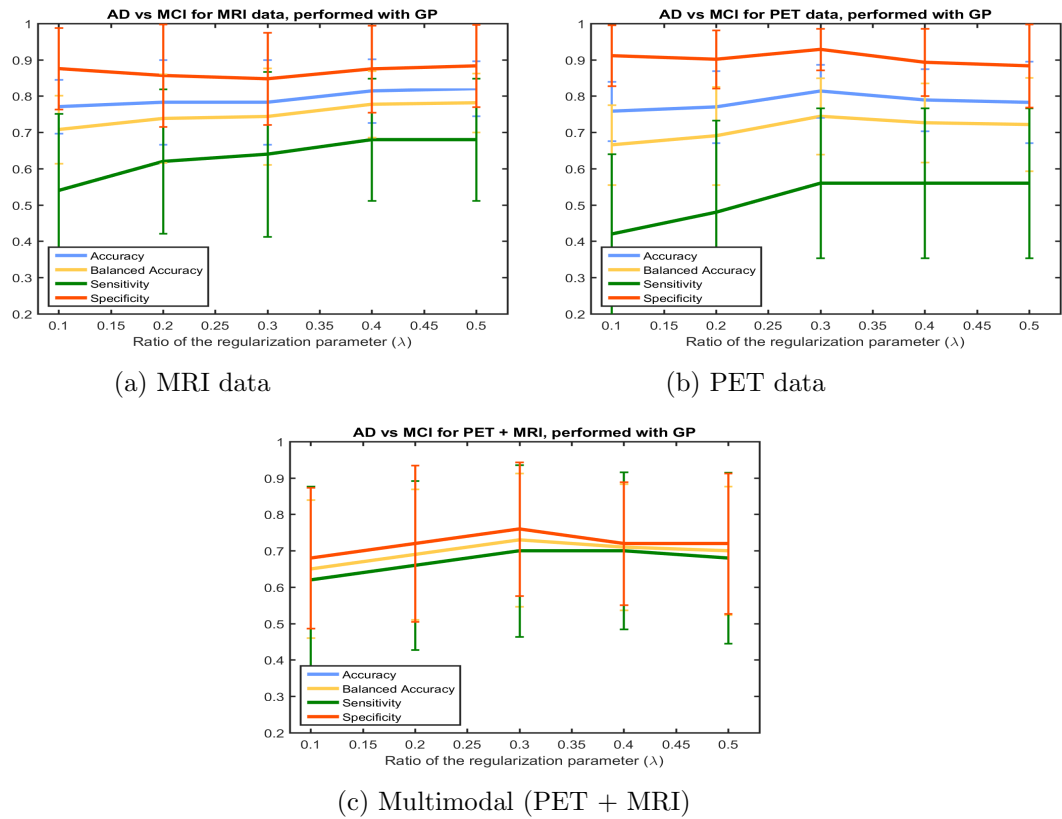 AD vs MCI for MRI data, performed with GP
1
0.9
0.8
0.7
0.6
0.5
0.4
0.3
0.2
Accuracy
Balanced Accuracy
Sensitivity
Specificity
0.1 0.15 0.2 0.25 0.3 0.35 0.4 0.45 0.5
Ratio of the regularization parameter (λ)
(a) MRI data
AD vs MCI for PET data, performed with GP
1
0.9
0.8
0.7
0.6
0.5
0.4
0.3
0.2
Accuracy
Balanced Accuracy
Sensitivity
Specificity
0.1 0.15 0.2 0.25 0.3 0.35 0.4 0.45 0.5
Ratio of the regularization parameter (λ)
(b) PET data
AD vs MCI for PET + MRI, performed with GP
1
0.9
0.8
0.7
0.6
0.5
0.4
0.3
0.2
Accuracy
Balanced Accuracy
Sensitivity
Specificity
0.1 0.15 0.2 0.25 0.3 0.35 0.4 0.45 0.5
Ratio of the regularization parameter (λ)
(c) Multimodal (PET + MRI)